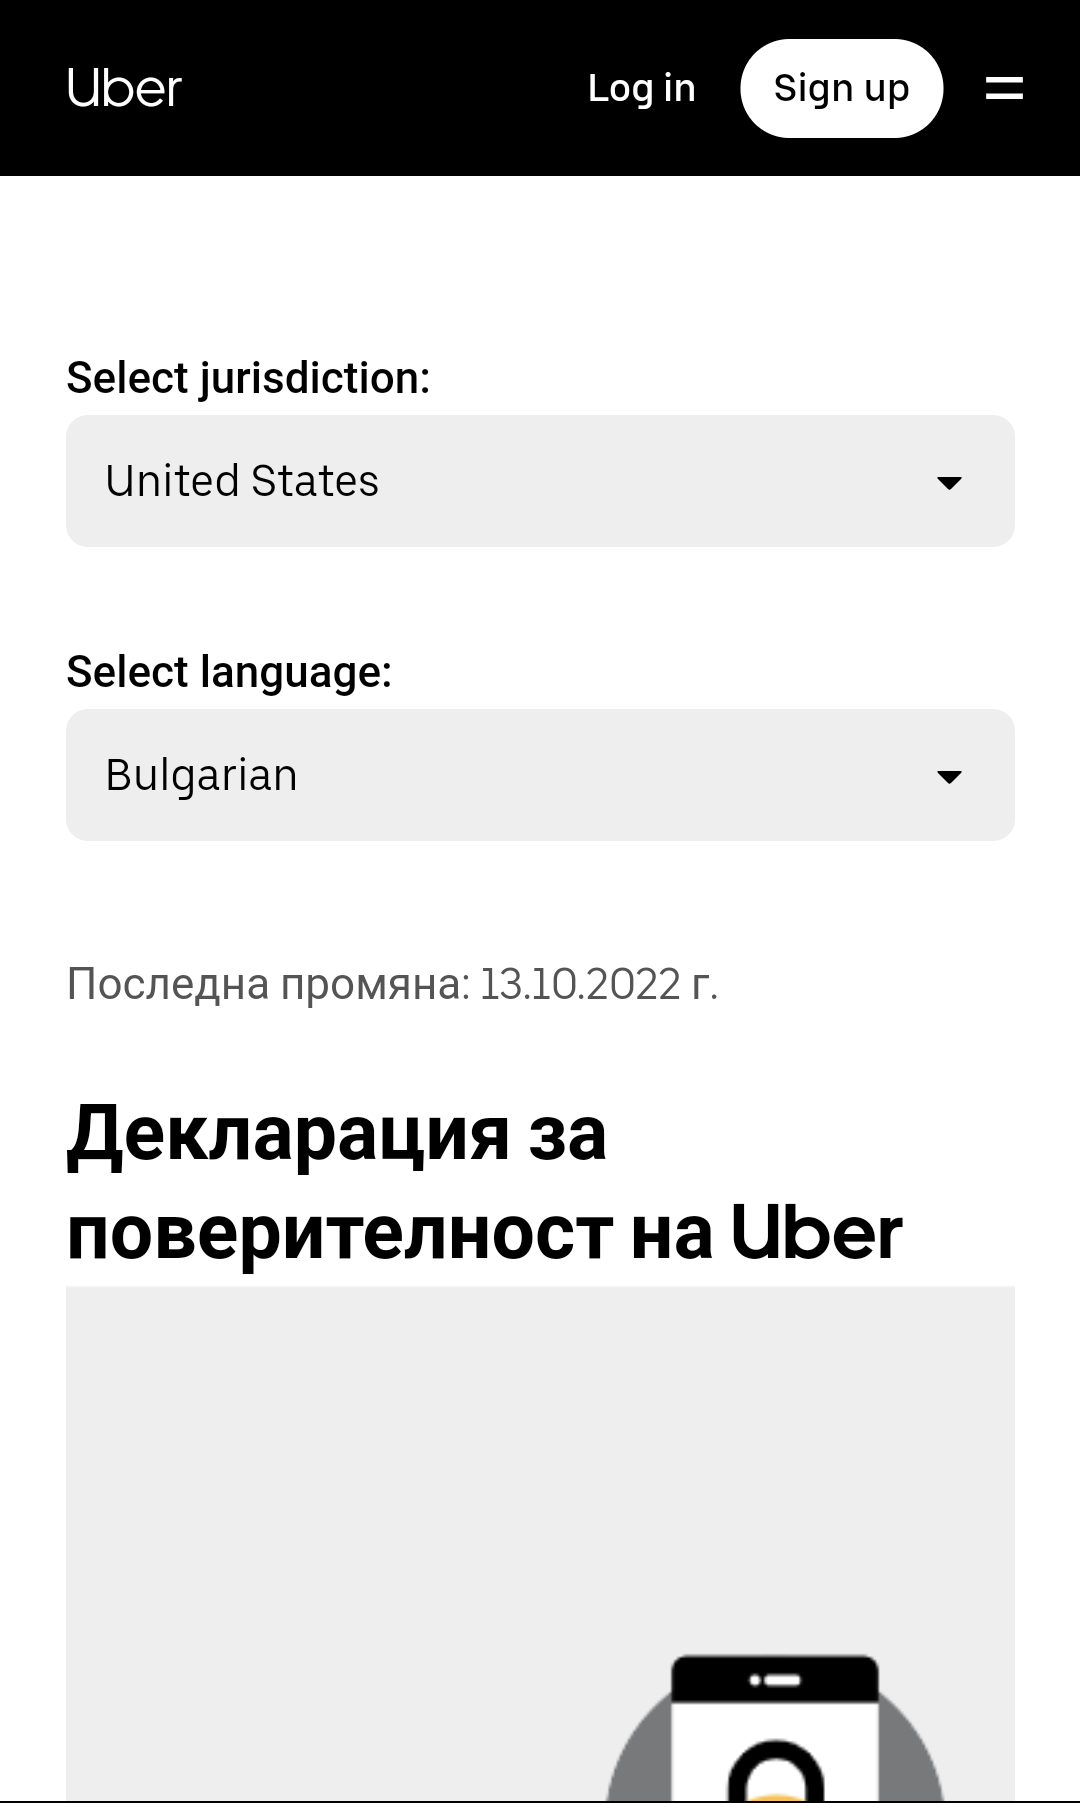 Uber
Log in
Sign up
Select jurisdiction:
United States
Select language:
Bulgarian
Последна промяна: 13.10.2022 г.
Декларация за
поверителност на Uber